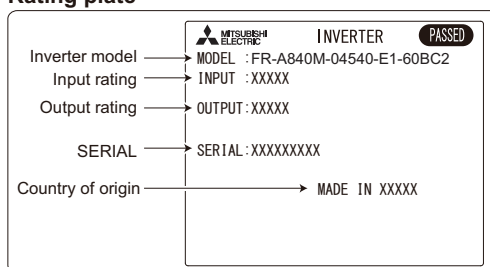 Rating plate
MITSUBISHI ELECTRIC INVERTER PASSED
Inverter model MODEL :FR-A840M-04540-E1-60BC2
Input rating INPUT :XXXXX
Output rating OUTPUT:XXXXX
SERIAL SERIAL:XXXXXXXXX
Country of origin MADE IN XXXXX